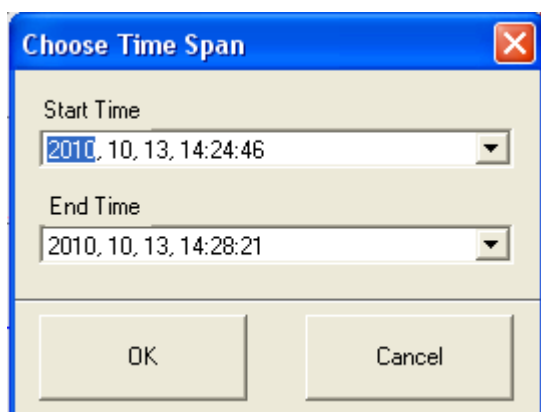 Choose Time Span
Start Time
2010, 10, 13, 14:24:46
End Time
2010, 10, 13, 14:28:21
OK
Cancel